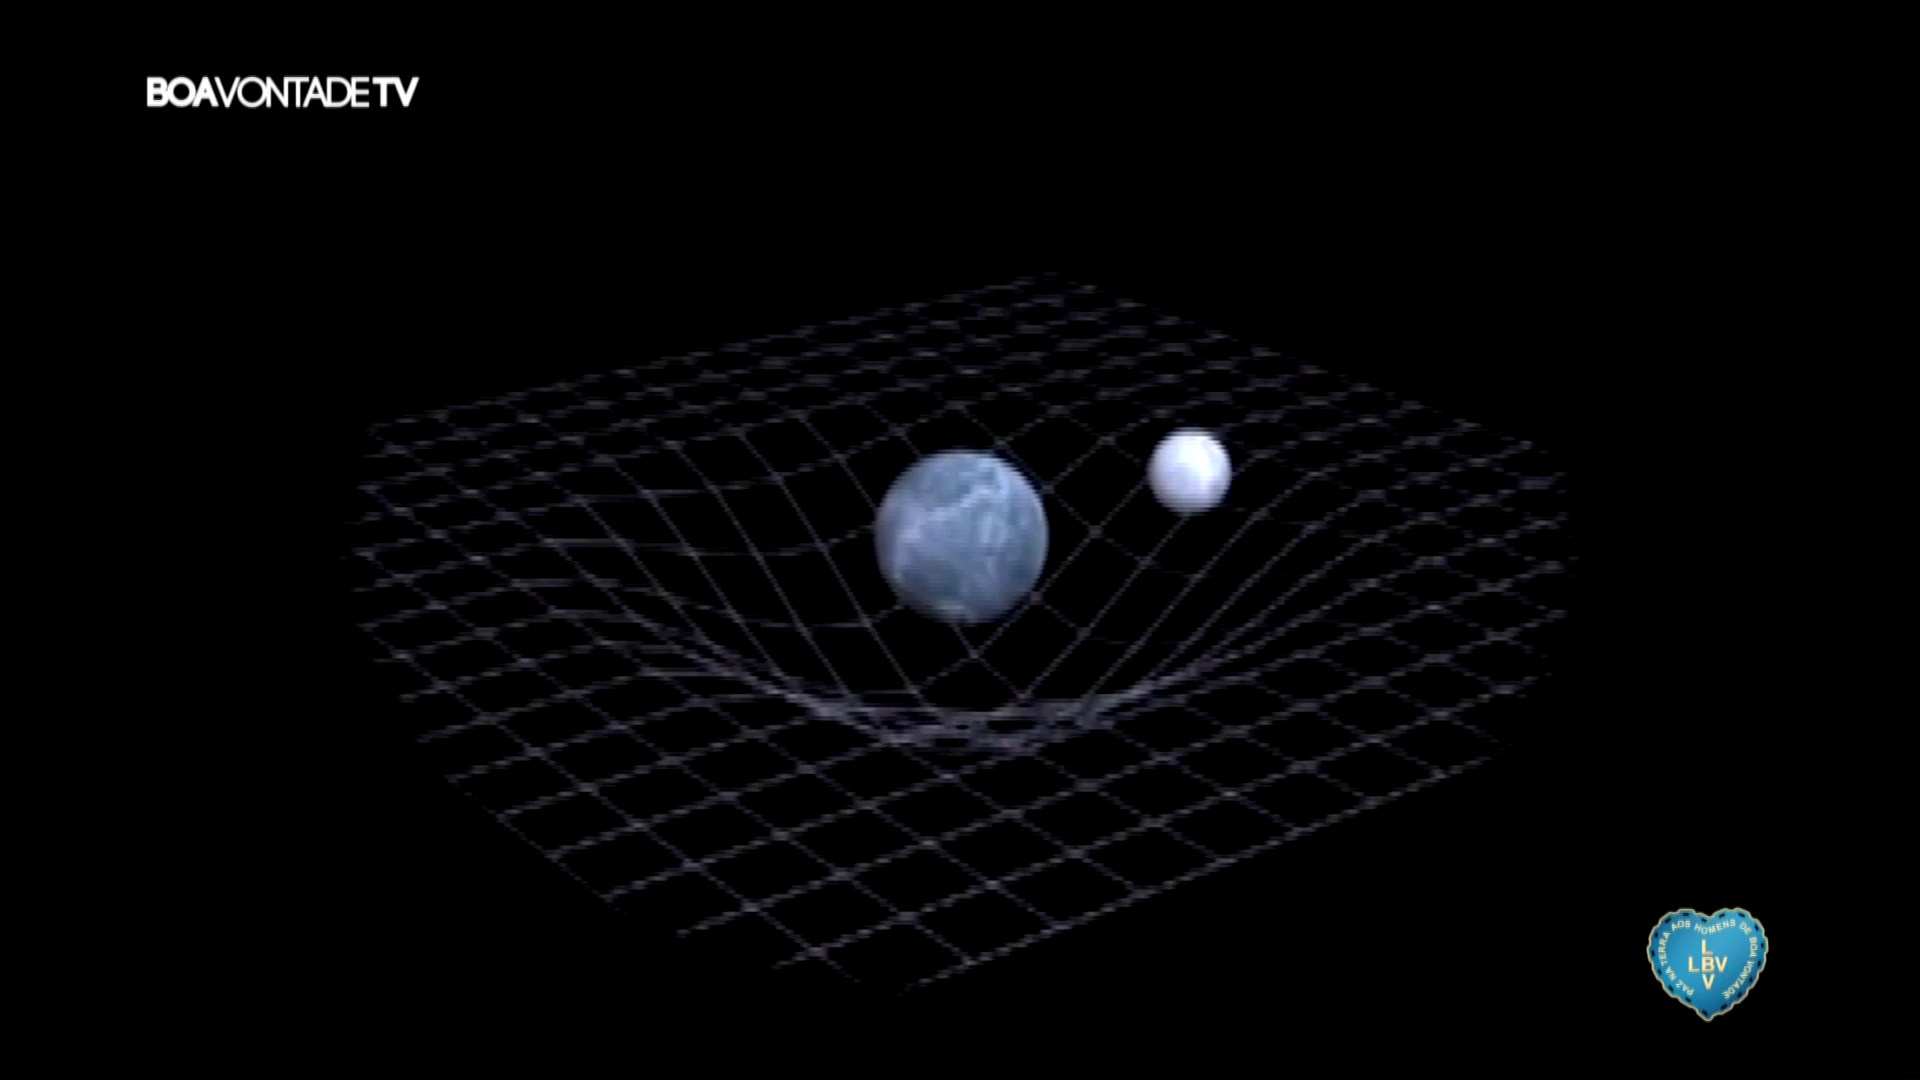 BOAVONTADETV
PAZ NA TERRA AOS HOMENS DE BOA VONTADE
L
LBV
V